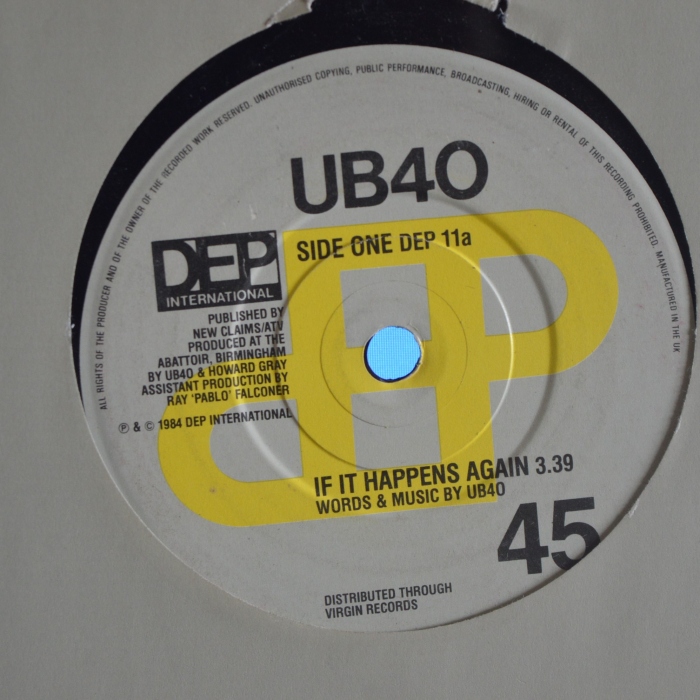 ALL RIGHTS OF THE PRODUCER AND OF THE OWNER OF THE RECORDED WORK RESERVED. UNAUTHORISED COPYING, PUBLIC PERFORMANCE, BROADCASTING, HIRING OR RENTAL OF THIS RECORDING PROHIBITED. MANUFACTURED IN THE UK
UB40
SIDE ONE DEP 11a
DEP
INTERNATIONAL
PUBLISHED BY
NEW CLAIMS/ATV
PRODUCED AT THE
ABATTOIR, BIRMINGHAM
BY UB40 & HOWARD GRAY
ASSISTANT PRODUCTION BY
RAY 'PABLO' FALCONER
℗ & © 1984 DEP INTERNATIONAL
IF IT HAPPENS AGAIN 3.39
WORDS & MUSIC BY UB40
45
DISTRIBUTED THROUGH
VIRGIN RECORDS